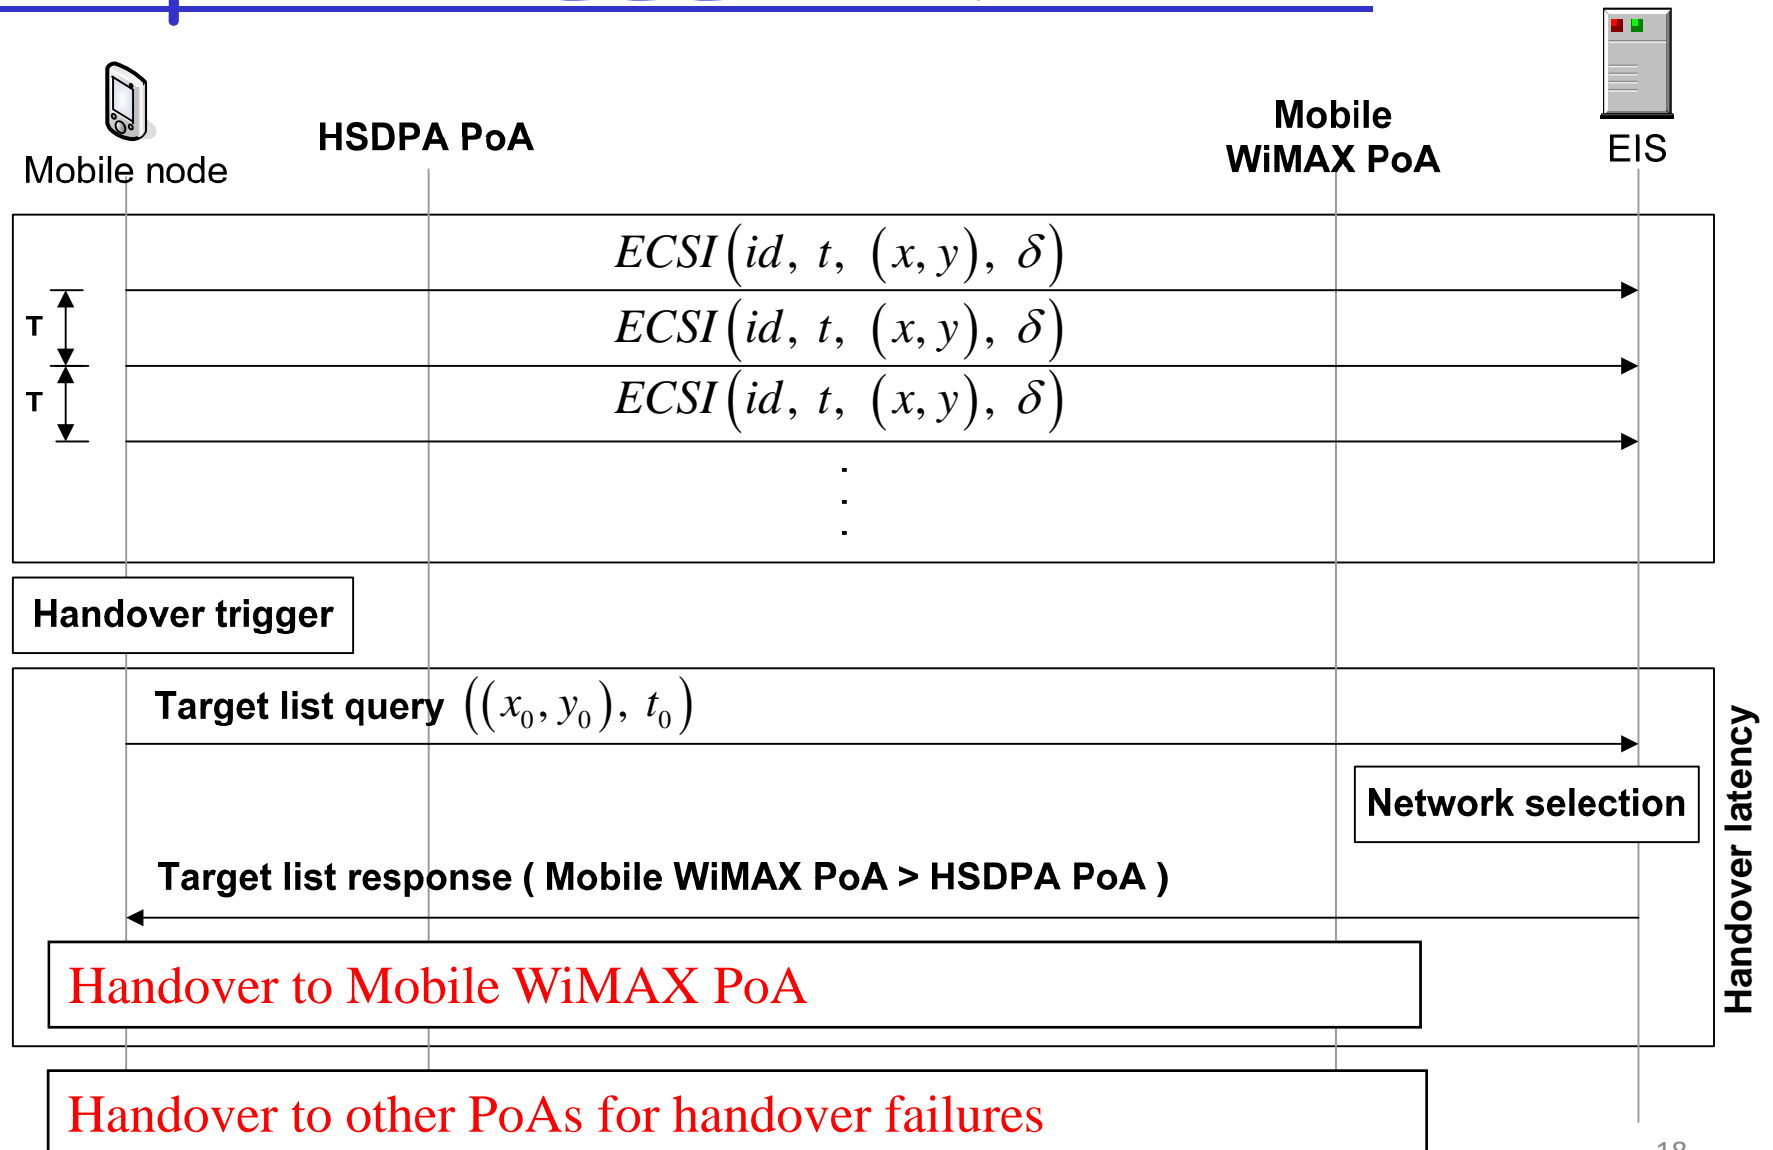 Mobile node
HSDPA PoA
Mobile
WiMAX PoA
EIS
ECSI(id, t, (x, y), δ)
T
ECSI(id, t, (x, y), δ)
T
ECSI(id, t, (x, y), δ)
.
.
.
Handover trigger
Target list query ((x₀, y₀), t₀)
Network selection
Target list response ( Mobile WiMAX PoA > HSDPA PoA )
Handover latency
Handover to Mobile WiMAX PoA
Handover to other PoAs for handover failures
18